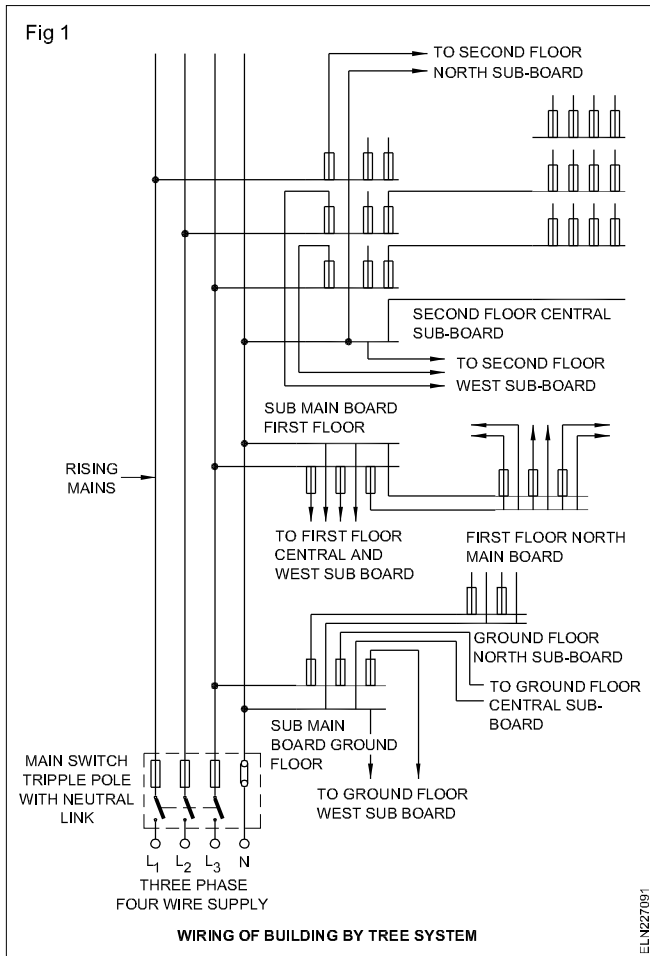 Fig 1
TO SECOND FLOOR
NORTH SUB-BOARD
SECOND FLOOR CENTRAL
SUB-BOARD
TO SECOND FLOOR
WEST SUB-BOARD
SUB MAIN BOARD
FIRST FLOOR
RISING
MAINS
TO FIRST FLOOR
CENTRAL AND
WEST SUB BOARD
FIRST FLOOR NORTH
MAIN BOARD
GROUND FLOOR
NORTH SUB-BOARD
TO GROUND FLOOR
CENTRAL SUB-
BOARD
SUB MAIN
BOARD GROUND
FLOOR
MAIN SWITCH
TRIPPLE POLE
WITH NEUTRAL
LINK
TO GROUND FLOOR
WEST SUB BOARD
L1 L2 L3 N
THREE PHASE
FOUR WIRE SUPPLY
WIRING OF BUILDING BY TREE SYSTEM
ELN227091